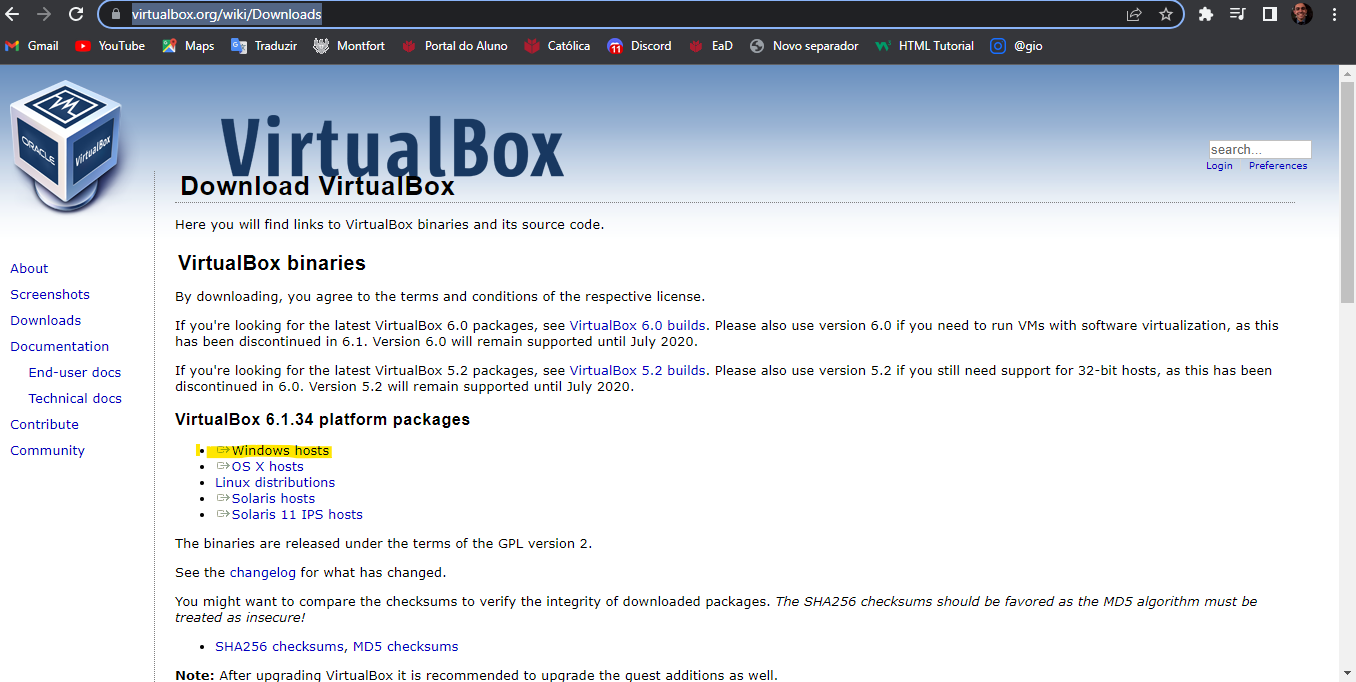 virtualbox.org/wiki/Downloads
Gmail YouTube Maps Traduzir Montfort Portal do Aluno Católica Discord EaD Novo separador HTML Tutorial @gio
ORACLE VirtualBox
VirtualBox
search...
Login Preferences
Download VirtualBox
Here you will find links to VirtualBox binaries and its source code.
About
Screenshots
Downloads
Documentation
End-user docs
Technical docs
Contribute
Community
VirtualBox binaries
By downloading, you agree to the terms and conditions of the respective license.
If you're looking for the latest VirtualBox 6.0 packages, see VirtualBox 6.0 builds. Please also use version 6.0 if you need to run VMs with software virtualization, as this
has been discontinued in 6.1. Version 6.0 will remain supported until July 2020.
If you're looking for the latest VirtualBox 5.2 packages, see VirtualBox 5.2 builds. Please also use version 5.2 if you still need support for 32-bit hosts, as this has been
discontinued in 6.0. Version 5.2 will remain supported until July 2020.
VirtualBox 6.1.34 platform packages
• Windows hosts
• OS X hosts
• Linux distributions
• Solaris hosts
• Solaris 11 IPS hosts
The binaries are released under the terms of the GPL version 2.
See the changelog for what has changed.
You might want to compare the checksums to verify the integrity of downloaded packages. The SHA256 checksums should be favored as the MD5 algorithm must be
treated as insecure!
• SHA256 checksums, MD5 checksums
Note: After upgrading VirtualBox it is recommended to upgrade the guest additions as well.